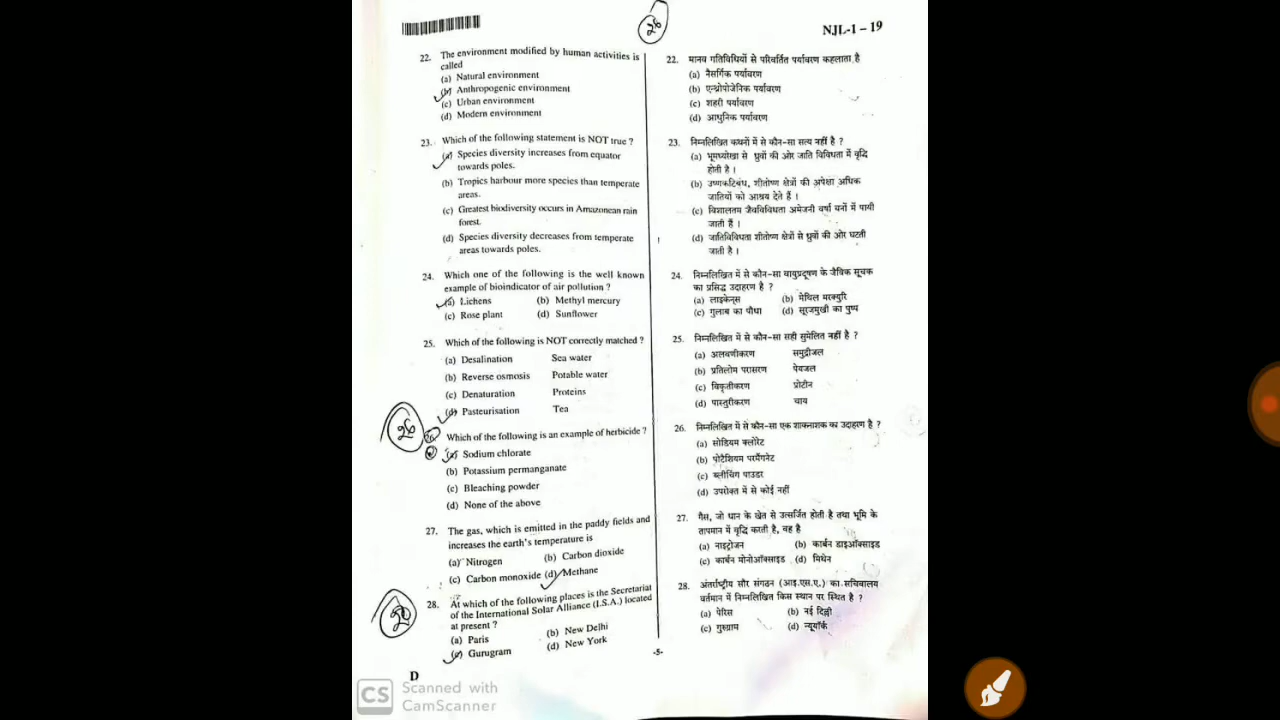 NJL-1 – 19
22. The environment modified by human activities is
called
(a) Natural environment
(b) Anthropogenic environment
(c) Urban environment
(d) Modern environment
23. Which of the following statement is NOT true ?
(a) Species diversity increases from equator
towards poles.
(b) Tropics harbour more species than temperate
areas.
(c) Greatest biodiversity occurs in Amazonean rain
forest.
(d) Species diversity decreases from temperate
areas towards poles.
24. Which one of the following is the well known
example of bioindicator of air pollution ?
(a) Lichens (b) Methyl mercury
(c) Rose plant (d) Sunflower
25. Which of the following is NOT correctly matched ?
(a) Desalination Sea water
(b) Reverse osmosis Potable water
(c) Denaturation Proteins
(d) Pasteurisation Tea
26
26. Which of the following is an example of herbicide ?
(a) Sodium chlorate
(b) Potassium permanganate
(c) Bleaching powder
(d) None of the above
27. The gas, which is emitted in the paddy fields and
increases the earth's temperature is
(a) Nitrogen (b) Carbon dioxide
(c) Carbon monoxide (d) Methane
28. At which of the following places is the Secretariat
of the International Solar Alliance (I.S.A.) located
at present ?
(a) Paris (b) New Delhi
(c) Gurugram (d) New York
22. मानव गतिविधियों से परिवर्तित पर्यावरण कहलाता है
(a) नैसर्गिक पर्यावरण
(b) एन्थ्रोपोजेनिक पर्यावरण
(c) शहरी पर्यावरण
(d) आधुनिक पर्यावरण
23. निम्नलिखित कथनों में से कौन-सा सत्य नहीं है ?
(a) भूमध्यरेखा से ध्रुवों की ओर जाति विविधता में वृद्धि
होती है ।
(b) उष्णकटिबंध, शीतोष्ण क्षेत्रों की अपेक्षा अधिक
जातियों को आश्रय देते हैं ।
(c) विशालतम जैवविविधता अमेजनी वर्षा वनों में पायी
जाती हैं ।
(d) जातिविविधता शीतोष्ण क्षेत्रों से ध्रुवों की ओर घटती
जाती है ।
24. निम्नलिखित में से कौन-सा वायुप्रदूषण के जैविक सूचक
का प्रसिद्ध उदाहरण है ?
(a) लाइकेन्स (b) मेथिल मरक्युरि
(c) गुलाब का पौधा (d) सूरजमुखी का पुष्प
25. निम्नलिखित में से कौन-सा सही सुमेलित नहीं है ?
(a) अलवणीकरण समुद्रीजल
(b) प्रतिलोम परासरण पेयजल
(c) विकृतीकरण प्रोटीन
(d) पास्तुरीकरण चाय
26. निम्नलिखित में से कौन-सा एक शाकनाशक का उदाहरण है ?
(a) सोडियम क्लोरेट
(b) पोटैशियम परमैंगनेट
(c) ब्लीचिंग पाउडर
(d) उपरोक्त में से कोई नहीं
27. गैस, जो धान के खेत से उत्सर्जित होती है तथा भूमि के
तापमान में वृद्धि करती है, वह है
(a) नाइट्रोजन (b) कार्बन डाइऑक्साइड
(c) कार्बन मोनोऑक्साइड (d) मिथेन
28. अंतर्राष्ट्रीय सौर संगठन (आइ.एस.ए.) का सचिवालय
वर्तमान में निम्नलिखित किस स्थान पर स्थित है ?
(a) पेरिस (b) नई दिल्ली
(c) गुरुग्राम (d) न्यूयॉर्क
-5-
D
CS Scanned with
CamScanner